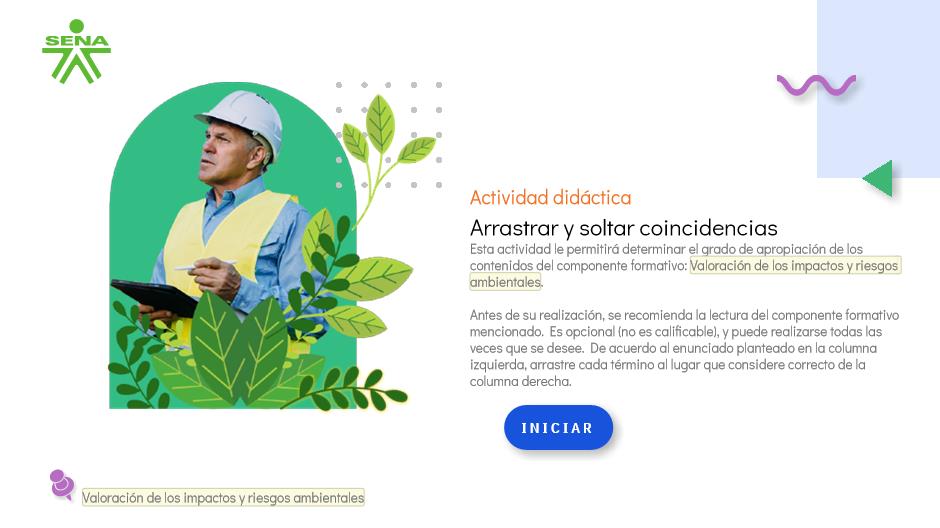 SENA
Actividad didáctica
Arrastrar y soltar coincidencias
Esta actividad le permitirá determinar el grado de apropiación de los
contenidos del componente formativo: Valoración de los impactos y riesgos
ambientales.
Antes de su realización, se recomienda la lectura del componente formativo
mencionado. Es opcional (no es calificable), y puede realizarse todas las
veces que se desee. De acuerdo al enunciado planteado en la columna
izquierda, arrastre cada término al lugar que considere correcto de la
columna derecha.
INICIAR
Valoración de los impactos y riesgos ambientales